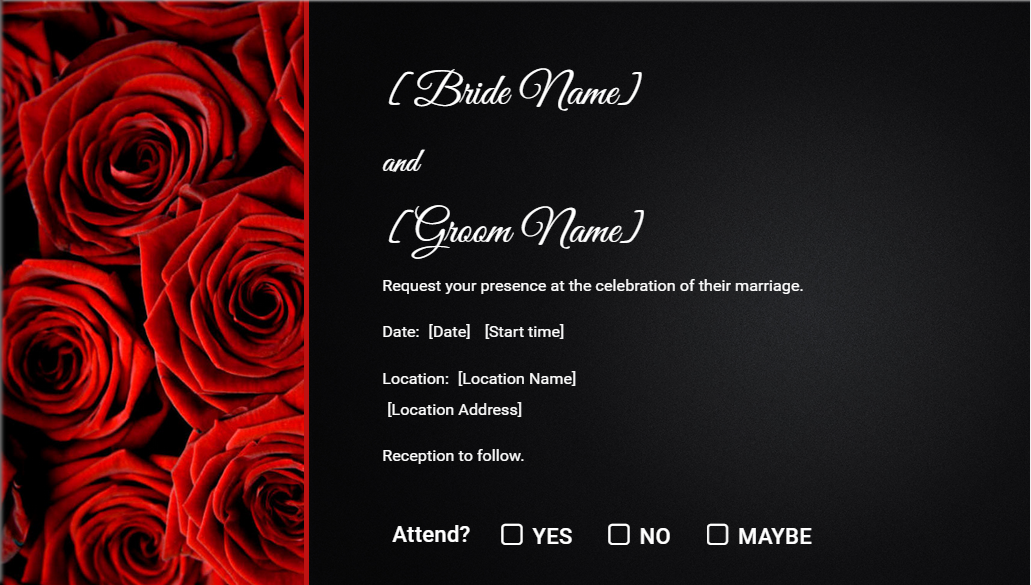 [Bride Name]
and
[Groom Name]
Request your presence at the celebration of their marriage.
Date: [Date] [Start time]
Location: [Location Name]
[Location Address]
Reception to follow.
Attend? ☐ YES ☐ NO ☐ MAYBE